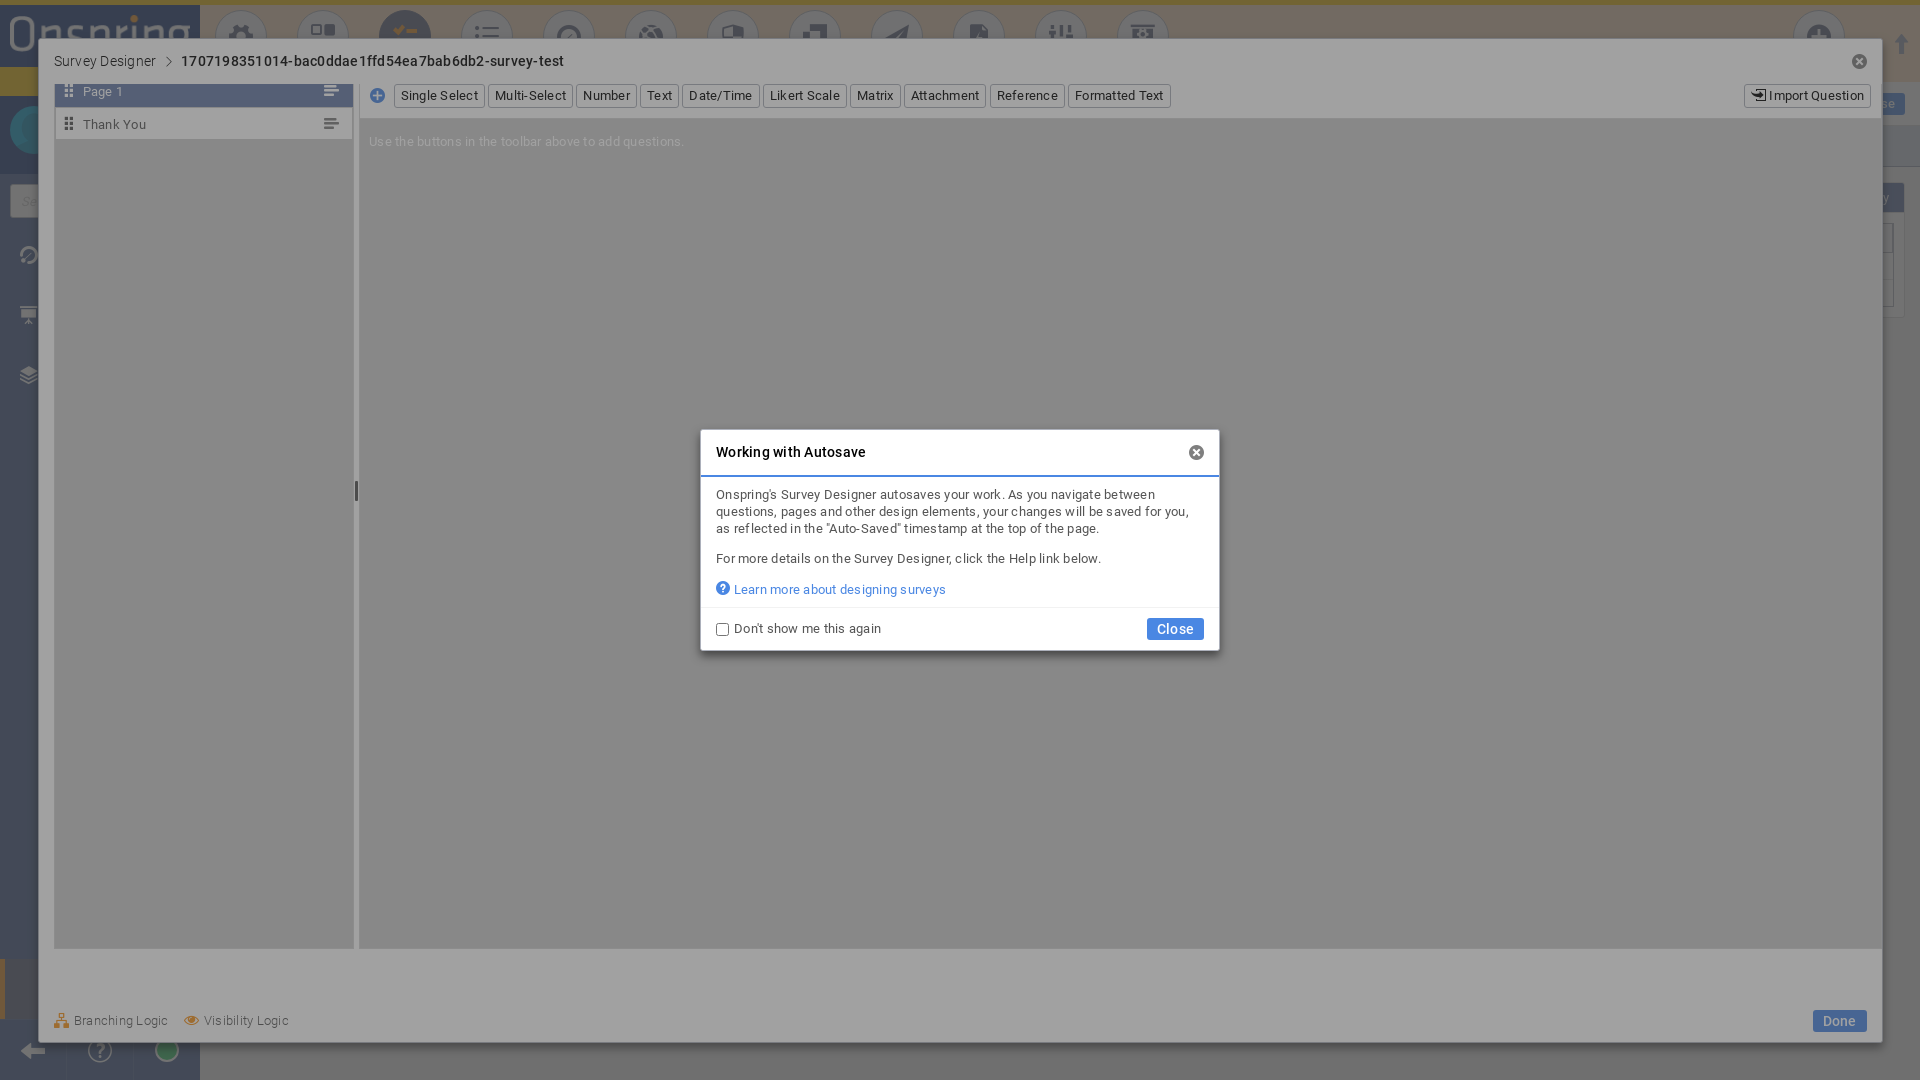 Onspring
Survey Designer
1707198351014-bac0ddae1ffd54ea7bab6db2-survey-test
Page 1
Single Select
Multi-Select
Number
Text
Date/Time
Likert Scale
Matrix
Attachment
Reference
Formatted Text
Import Question
Thank You
Use the buttons in the toolbar above to add questions.
Working with Autosave
Onspring's Survey Designer autosaves your work. As you navigate between
questions, pages and other design elements, your changes will be saved for you,
as reflected in the "Auto-Saved" timestamp at the top of the page.
For more details on the Survey Designer, click the Help link below.
Learn more about designing surveys
Don't show me this again
Close
Branching Logic
Visibility Logic
Done